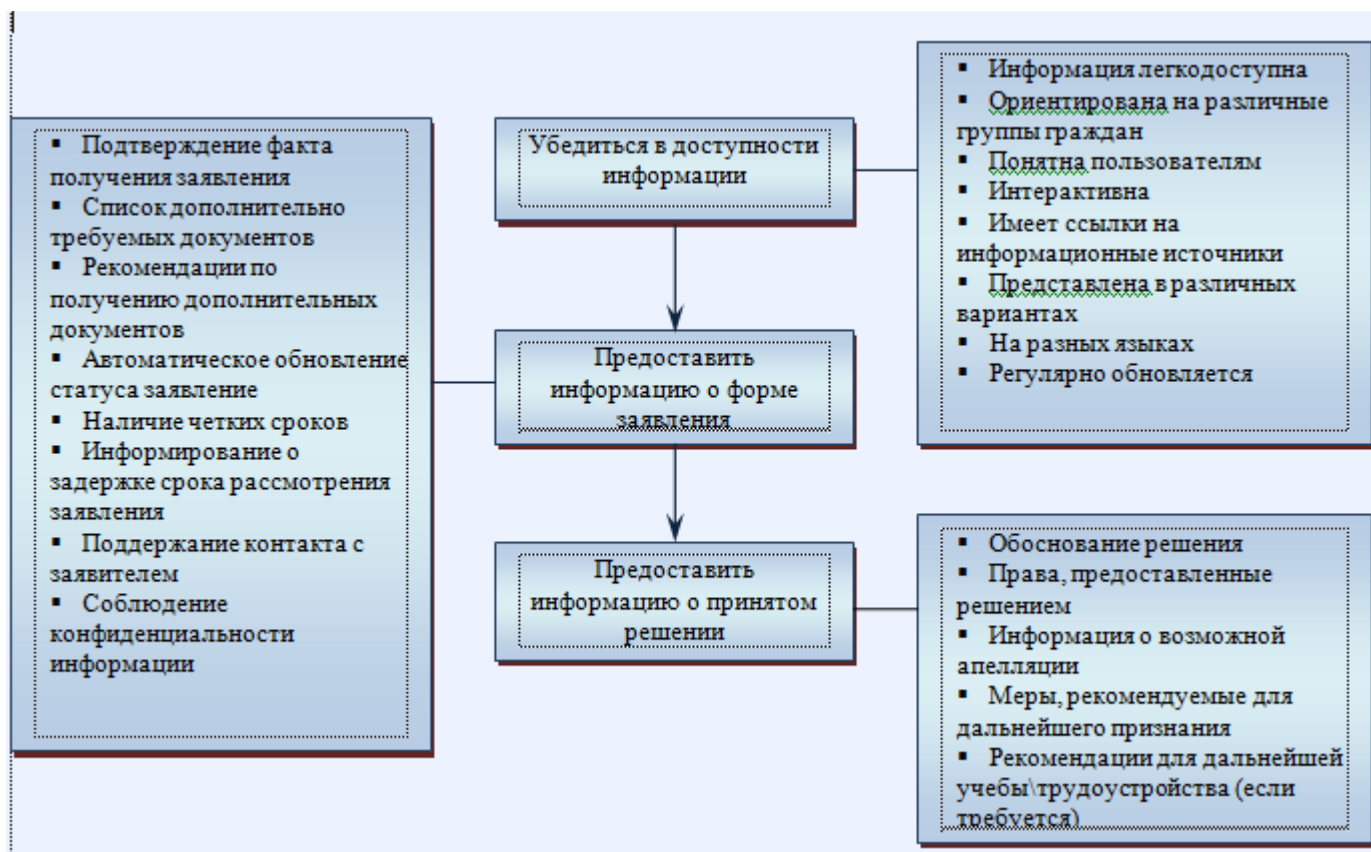 ▪ Подтверждение факта
получения заявления
▪ Список дополнительно
требуемых документов
▪ Рекомендации по
получению дополнительных
документов
▪ Автоматическое обновление
статуса заявление
▪ Наличие четких сроков
▪ Информирование о
задержке срока рассмотрения
заявления
▪ Поддержание контакта с
заявителем
▪ Соблюдение
конфиденциальности
информации
Убедиться в доступности
информации
Предоставить
информацию о форме
заявления
Предоставить
информацию о принятом
решении
▪ Информация легкодоступна
▪ Ориентирована на различные
группы граждан
▪ Понятна пользователям
▪ Интерактивна
▪ Имеет ссылки на
информационные источники
▪ Представлена в различных
вариантах
▪ На разных языках
▪ Регулярно обновляется
▪ Обоснование решения
▪ Права, предоставленные
решением
▪ Информация о возможной
апелляции
▪ Меры, рекомендуемые для
дальнейшего признания
▪ Рекомендации для дальнейшей
учебы\трудоустройства (если
требуется)